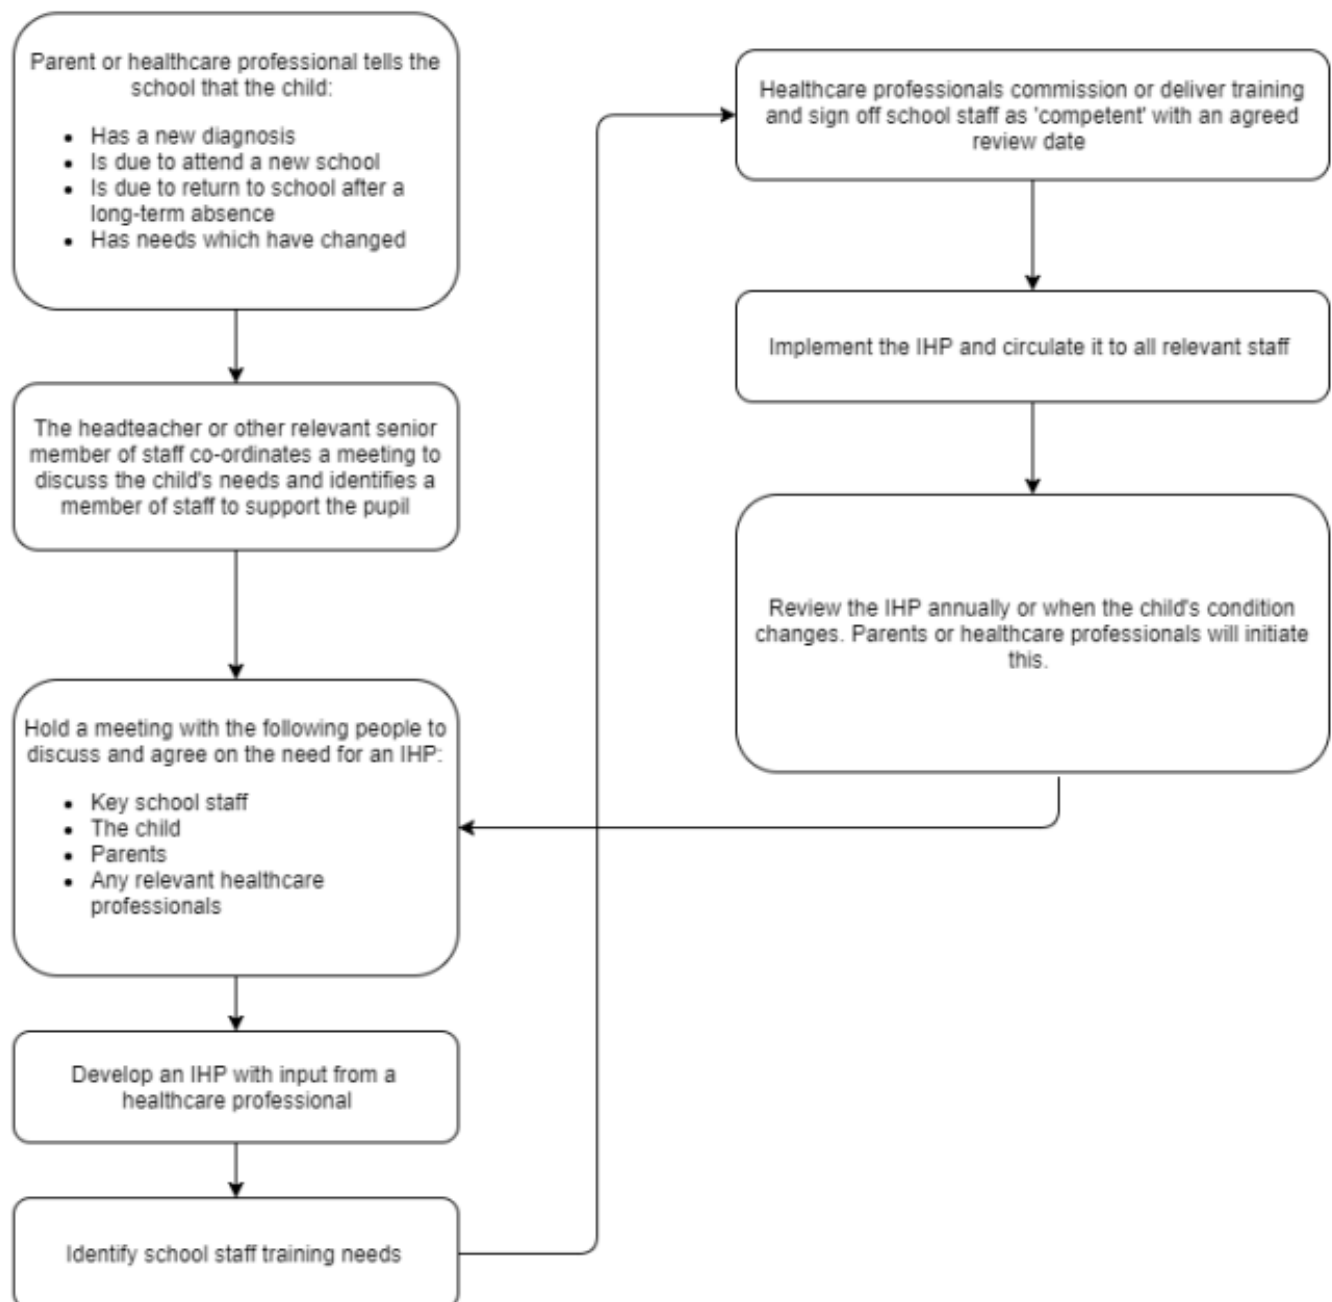 Parent or healthcare professional tells the
school that the child:
• Has a new diagnosis
• Is due to attend a new school
• Is due to return to school after a
long-term absence
• Has needs which have changed
The headteacher or other relevant senior
member of staff co-ordinates a meeting to
discuss the child's needs and identifies a
member of staff to support the pupil
Hold a meeting with the following people to
discuss and agree on the need for an IHP:
• Key school staff
• The child
• Parents
• Any relevant healthcare
professionals
Develop an IHP with input from a
healthcare professional
Identify school staff training needs
Healthcare professionals commission or deliver training
and sign off school staff as 'competent' with an agreed
review date
Implement the IHP and circulate it to all relevant staff
Review the IHP annually or when the child's condition
changes. Parents or healthcare professionals will initiate
this.